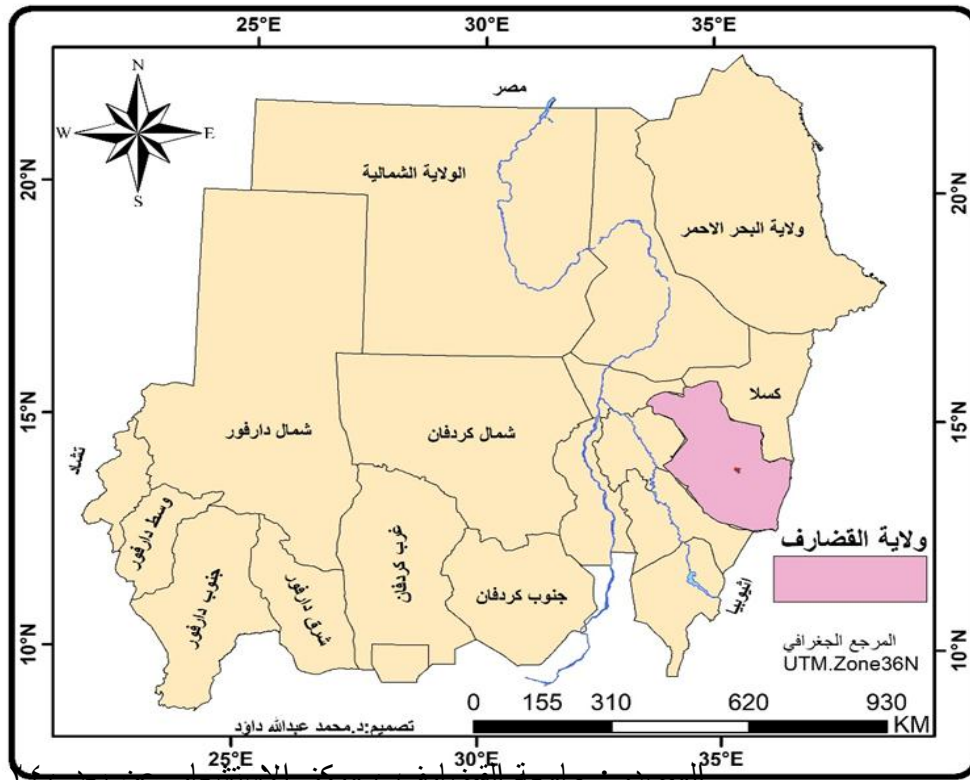 25°E 30°E 35°E
N
W E
S
مصر
20°N
20°N
الولاية الشمالية
ولاية البحر الاحمر
15°N
15°N
كسلا
شمال دارفور
شمال كردفان
تشاد
وسط دارفور
جنوب دارفور
شرق دارفور
غرب كردفان
جنوب كردفان
اثيوبيا
ولاية القضارف
10°N
10°N
المرجع الجغرافي
UTM.Zone36N
0 155 310 620 930
KM
تصميم:د.محمد عبدالله داؤد
25°E 30°E 35°E